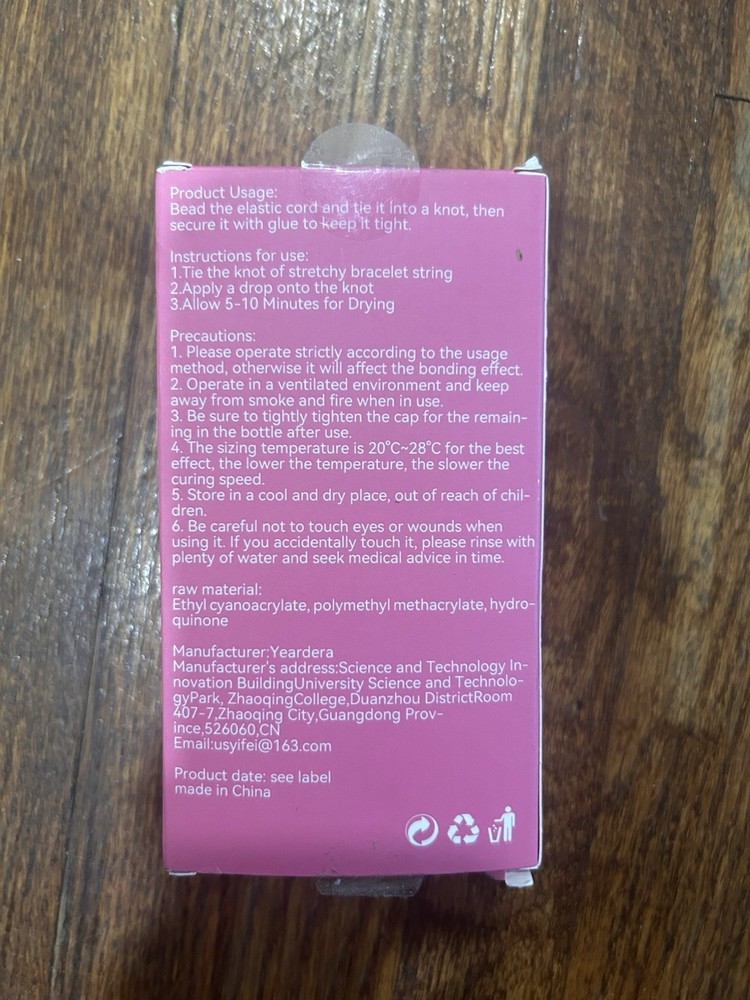 Product Usage:
Bead the elastic cord and tie it into a knot, then
secure it with glue to keep it tight.
Instructions for use:
1.Tie the knot of stretchy bracelet string
2.Apply a drop onto the knot
3.Allow 5-10 Minutes for Drying
Precautions:
1. Please operate strictly according to the usage
method, otherwise it will affect the bonding effect.
2. Operate in a ventilated environment and keep
away from smoke and fire when in use.
3. Be sure to tightly tighten the cap for the remain-
ing in the bottle after use.
4. The sizing temperature is 20°C~28°C for the best
effect, the lower the temperature, the slower the
curing speed.
5. Store in a cool and dry place, out of reach of chil-
dren.
6. Be careful not to touch eyes or wounds when
using it. If you accidentally touch it, please rinse with
plenty of water and seek medical advice in time.
raw material:
Ethyl cyanoacrylate, polymethyl methacrylate, hydro-
quinone
Manufacturer:Yeardera
Manufacturer's address:Science and Technology In-
novation BuildingUniversity Science and Technolo-
gyPark, ZhaoqingCollege,Duanzhou DistrictRoom
407-7,Zhaoqing City,Guangdong Prov-
ince,526060,CN
Email:usyifei@163.com
Product date: see label
made in China